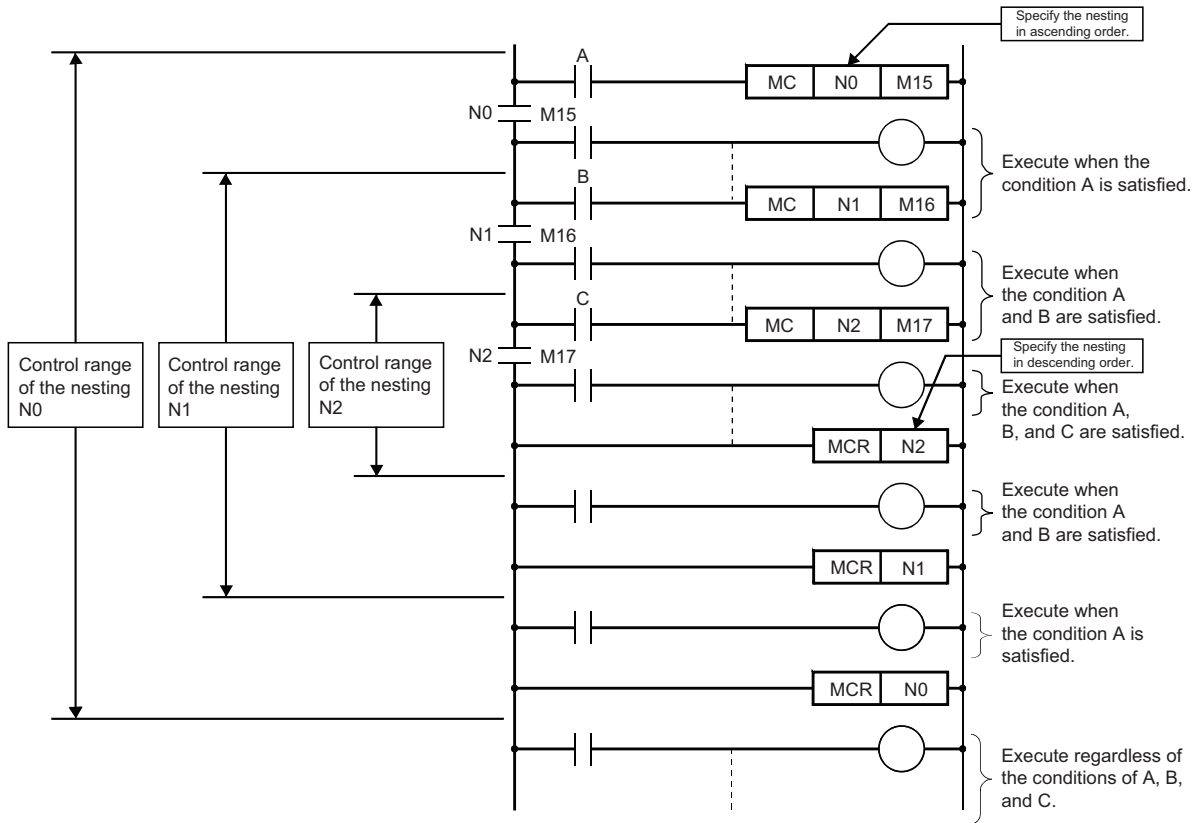 Specify the nesting
in ascending order.
A
MC N0 M15
N0 M15
Execute when the
condition A is satisfied.
B
MC N1 M16
N1 M16
Execute when
the condition A
and B are satisfied.
C
MC N2 M17
N2 M17
Specify the nesting
in descending order.
Control range
of the nesting
N0
Control range
of the nesting
N1
Control range
of the nesting
N2
Execute when
the condition A,
B, and C are satisfied.
MCR N2
Execute when
the condition A
and B are satisfied.
MCR N1
Execute when
the condition A is
satisfied.
MCR N0
Execute regardless of
the conditions of A, B,
and C.